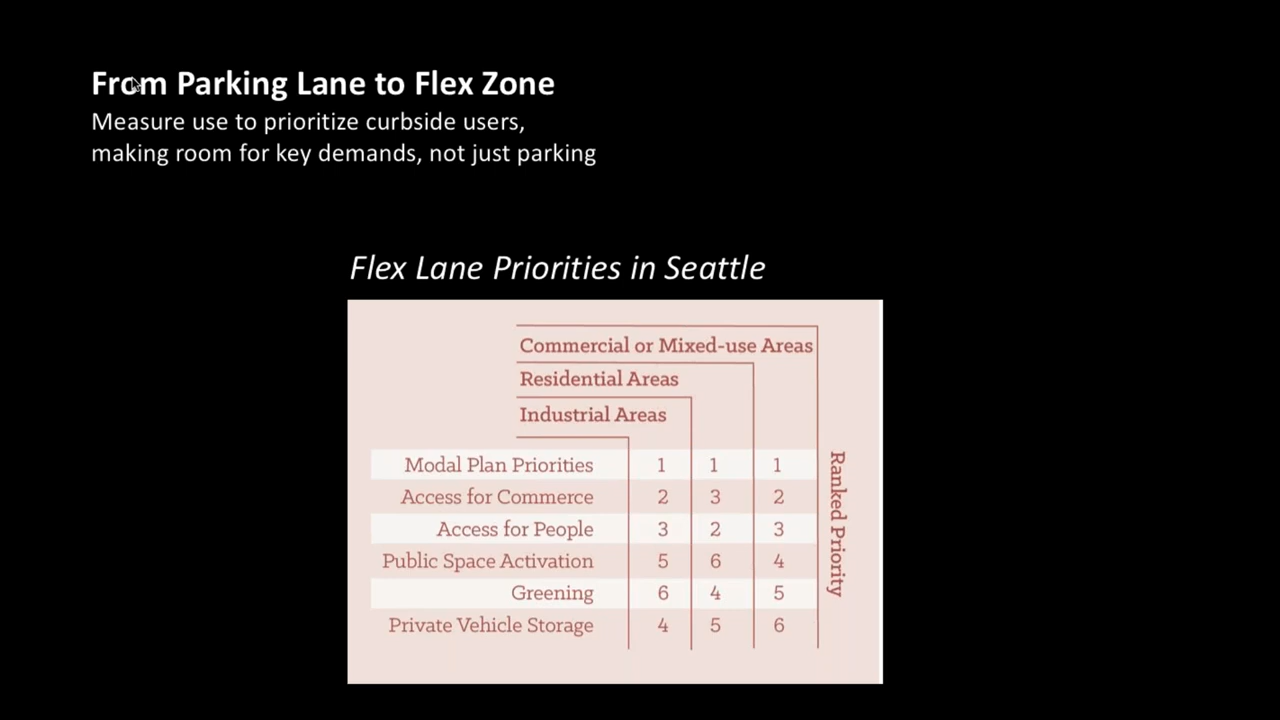 From Parking Lane to Flex Zone
Measure use to prioritize curbside users,
making room for key demands, not just parking
Flex Lane Priorities in Seattle
Commercial or Mixed-use Areas
Residential Areas
Industrial Areas
Modal Plan Priorities 1 1 1
Access for Commerce 2 3 2
Access for People 3 2 3
Public Space Activation 5 6 4
Greening 6 4 5
Private Vehicle Storage 4 5 6
Ranked Priority